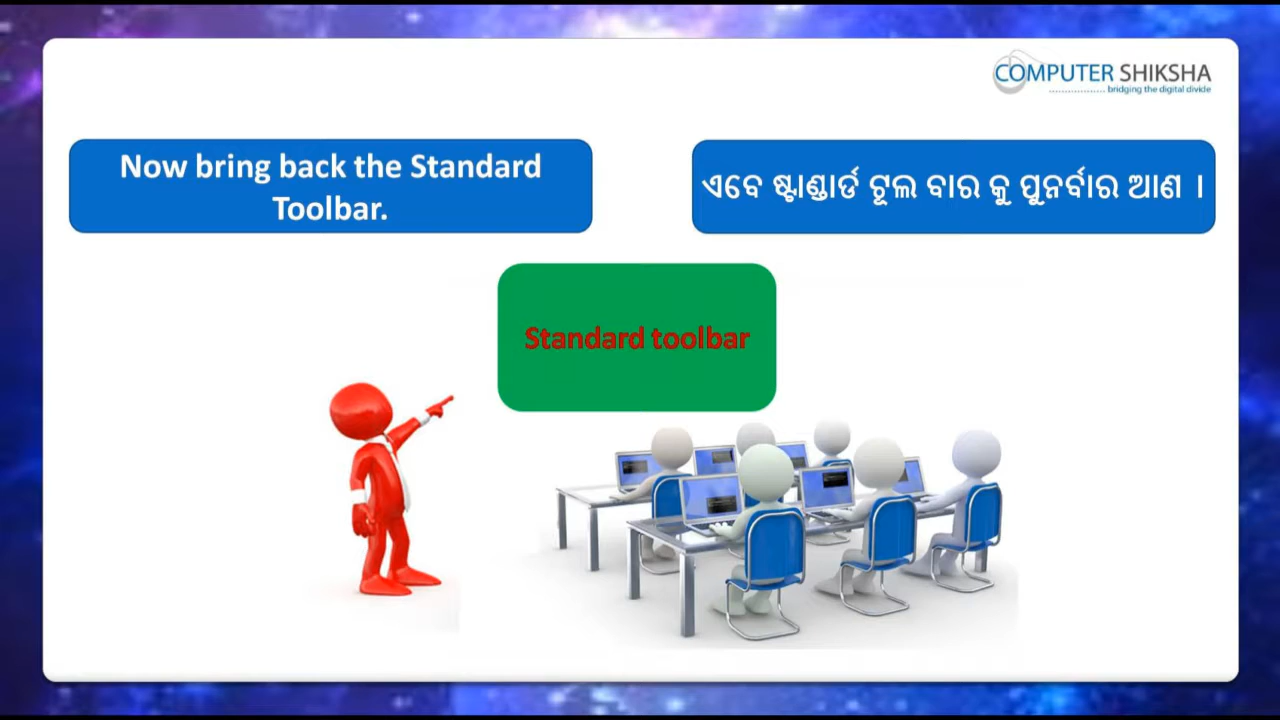 COMPUTER SHIKSHA
bridging the digital divide
Now bring back the Standard
Toolbar.
ଏବେ ଷ୍ଟାଣ୍ଡାର୍ଡ ଟୂଲ ବାର କୁ ପୁନର୍ବାର ଆଣ ।
Standard toolbar